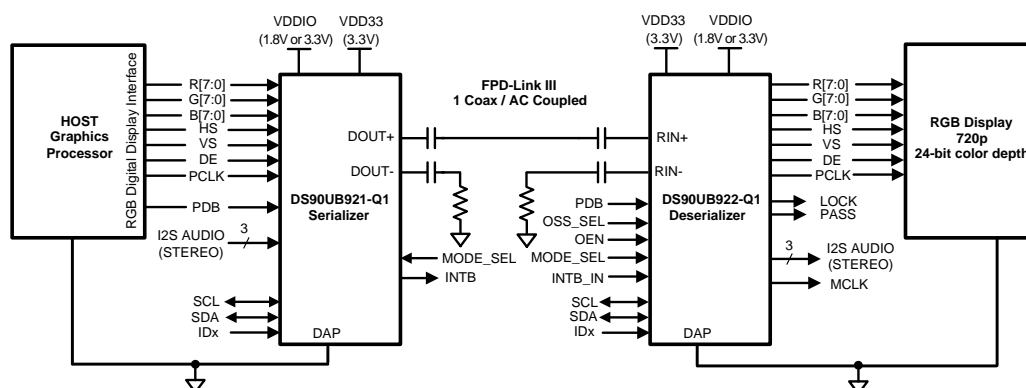 VDDIO
(1.8V or 3.3V)
VDD33
(3.3V)
VDD33
(3.3V)
VDDIO
(1.8V or 3.3V)
HOST
Graphics
Processor
RGB Digital Display Interface
R[7:0]
G[7:0]
B[7:0]
HS
VS
DE
PCLK
PDB
I2S AUDIO
(STEREO)
3
SCL
SDA
IDx
DOUT+
DOUT-
DS90UB921-Q1
Serializer
DAP
MODE_SEL
INTB
FPD-Link III
1 Coax / AC Coupled
PDB
OSS_SEL
OEN
MODE_SEL
INTB_IN
SCL
SDA
IDx
RIN+
RIN-
DS90UB922-Q1
Deserializer
DAP
R[7:0]
G[7:0]
B[7:0]
HS
VS
DE
PCLK
LOCK
PASS
3
I2S AUDIO
(STEREO)
MCLK
RGB Display
720p
24-bit color depth